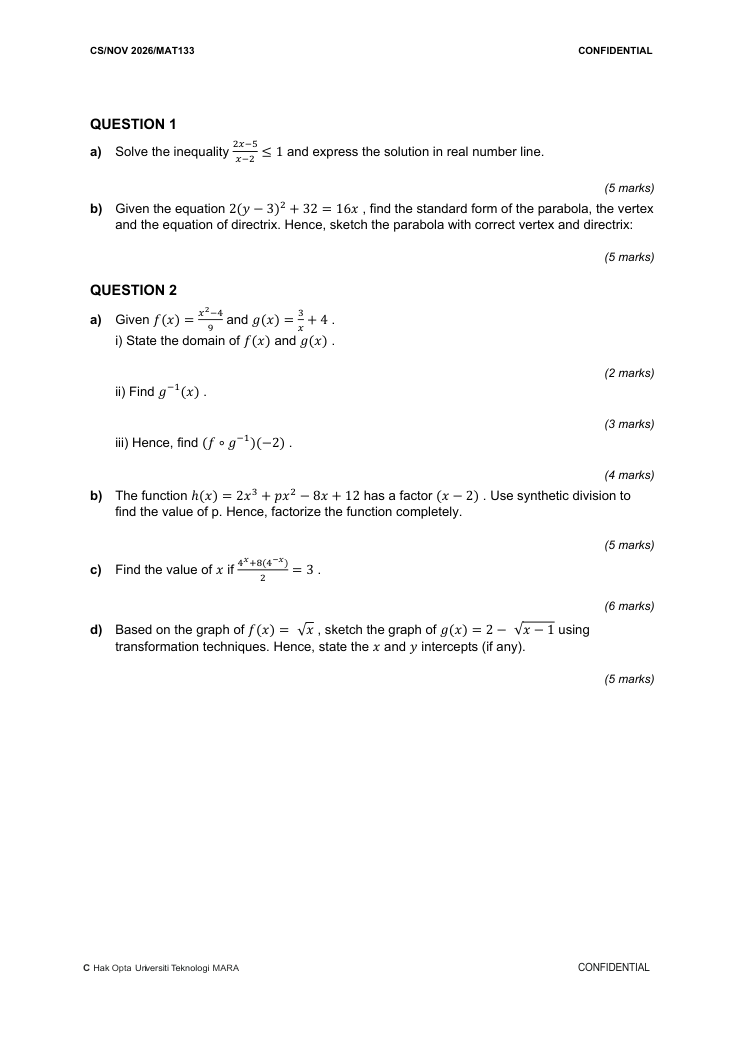 CS/NOV 2026/MAT133 CONFIDENTIAL
QUESTION 1
a) Solve the inequality (2x−5)/(x−2) ≤ 1 and express the solution in real number line.
(5 marks)
b) Given the equation 2(y − 3)² + 32 = 16x , find the standard form of the parabola, the vertex
and the equation of directrix. Hence, sketch the parabola with correct vertex and directrix:
(5 marks)
QUESTION 2
a) Given f(x) = (x²−4)/9 and g(x) = 3/x + 4 .
i) State the domain of f(x) and g(x) .
(2 marks)
ii) Find g⁻¹(x) .
(3 marks)
iii) Hence, find (f ∘ g⁻¹)(−2) .
(4 marks)
b) The function h(x) = 2x³ + px² − 8x + 12 has a factor (x − 2) . Use synthetic division to
find the value of p. Hence, factorize the function completely.
(5 marks)
c) Find the value of x if (4ˣ+8(4⁻ˣ))/2 = 3 .
(6 marks)
d) Based on the graph of f(x) = √x , sketch the graph of g(x) = 2 − √(x − 1) using
transformation techniques. Hence, state the x and y intercepts (if any).
(5 marks)
C Hak Opta Universiti Teknologi MARA CONFIDENTIAL